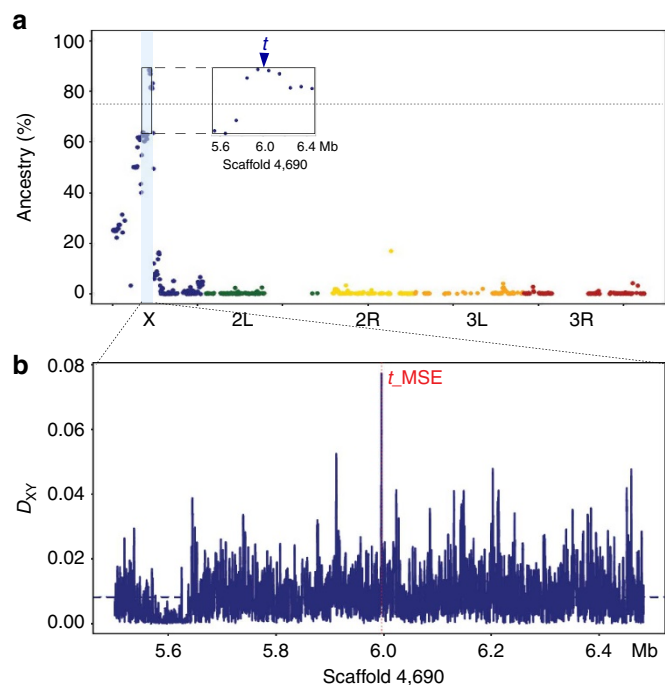 a
100
80
60
40
20
0
Ancestry (%)
t
5.6 6.0 6.4 Mb
Scaffold 4,690
X 2L 2R 3L 3R
b
0.08
0.06
0.04
0.02
0.00
DXY
t_MSE
5.6 5.8 6.0 6.2 6.4 Mb
Scaffold 4,690